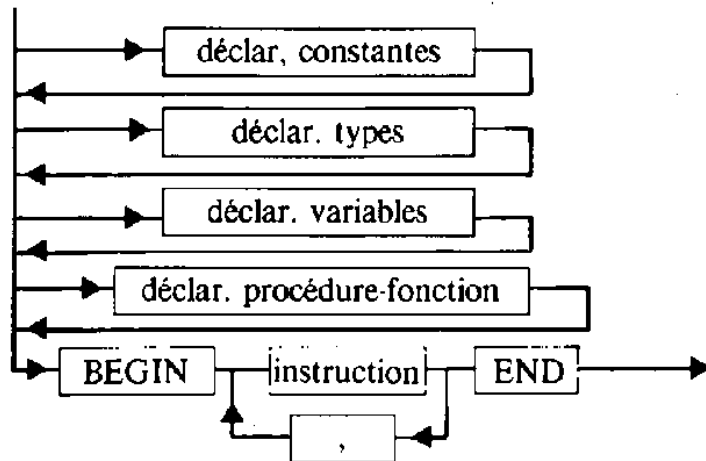 déclar, constantes
déclar. types
déclar. variables
déclar. procédure-fonction
BEGIN instruction END
,